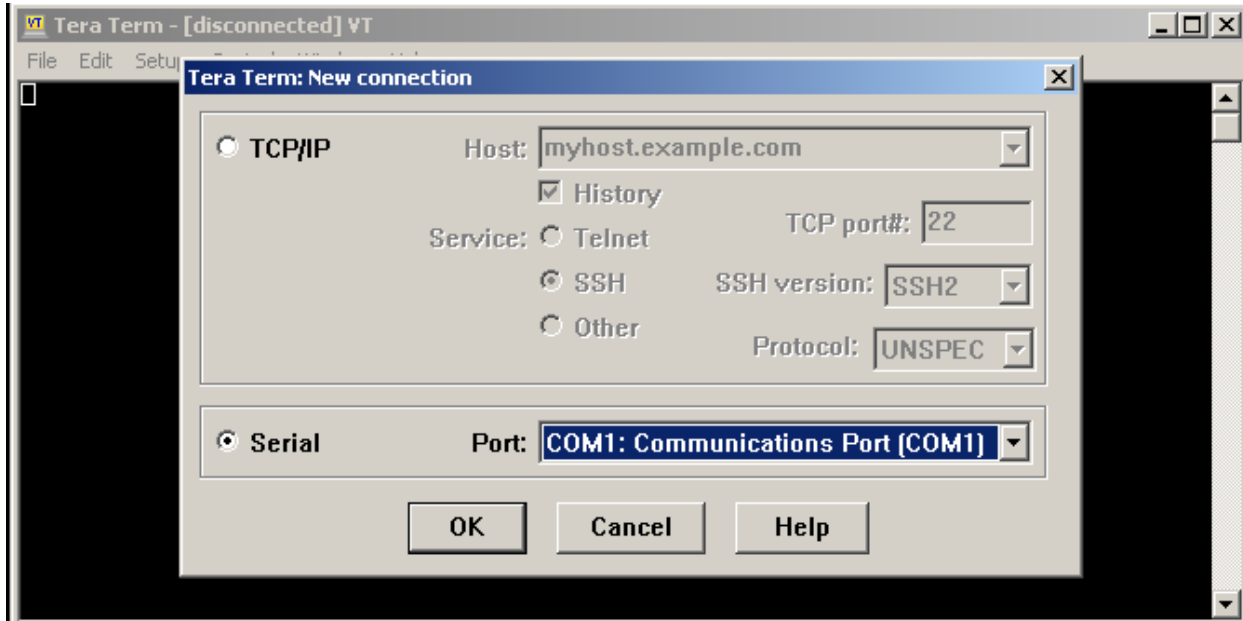 VT Tera Term - [disconnected] VT
File Edit Setup
Tera Term: New connection
TCP/IP Host: myhost.example.com
History
Service: Telnet TCP port#: 22
SSH SSH version: SSH2
Other Protocol: UNSPEC
Serial Port: COM1: Communications Port (COM1)
OK Cancel Help